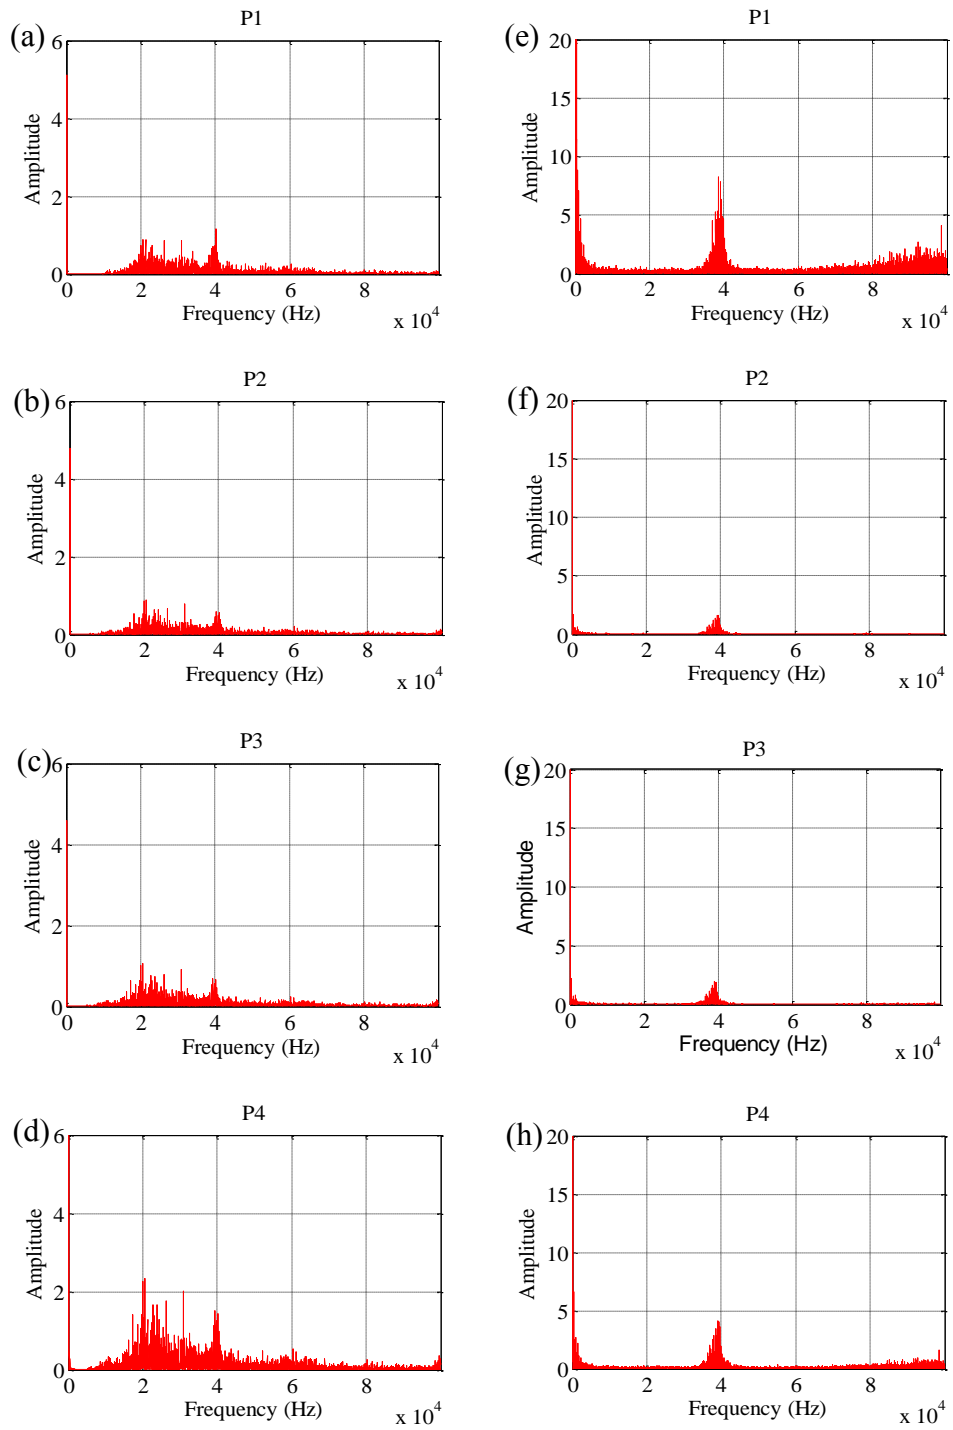 P1
(a)
6
4
2
0
Amplitude
0 2 4 6 8
Frequency (Hz)
x 10^4
P1
(e)
20
15
10
5
0
Amplitude
0 2 4 6 8
Frequency (Hz)
x 10^4
P2
(b)
6
4
2
0
Amplitude
0 2 4 6 8
Frequency (Hz)
x 10^4
P2
(f)
20
15
10
5
0
Amplitude
0 2 4 6 8
Frequency (Hz)
x 10^4
P3
(c)
6
4
2
0
Amplitude
0 2 4 6 8
Frequency (Hz)
x 10^4
P3
(g)
20
15
10
5
0
Amplitude
0 2 4 6 8
Frequency (Hz)
x 10^4
P4
(d)
6
4
2
0
Amplitude
0 2 4 6 8
Frequency (Hz)
x 10^4
P4
(h)
20
15
10
5
0
Amplitude
0 2 4 6 8
Frequency (Hz)
x 10^4